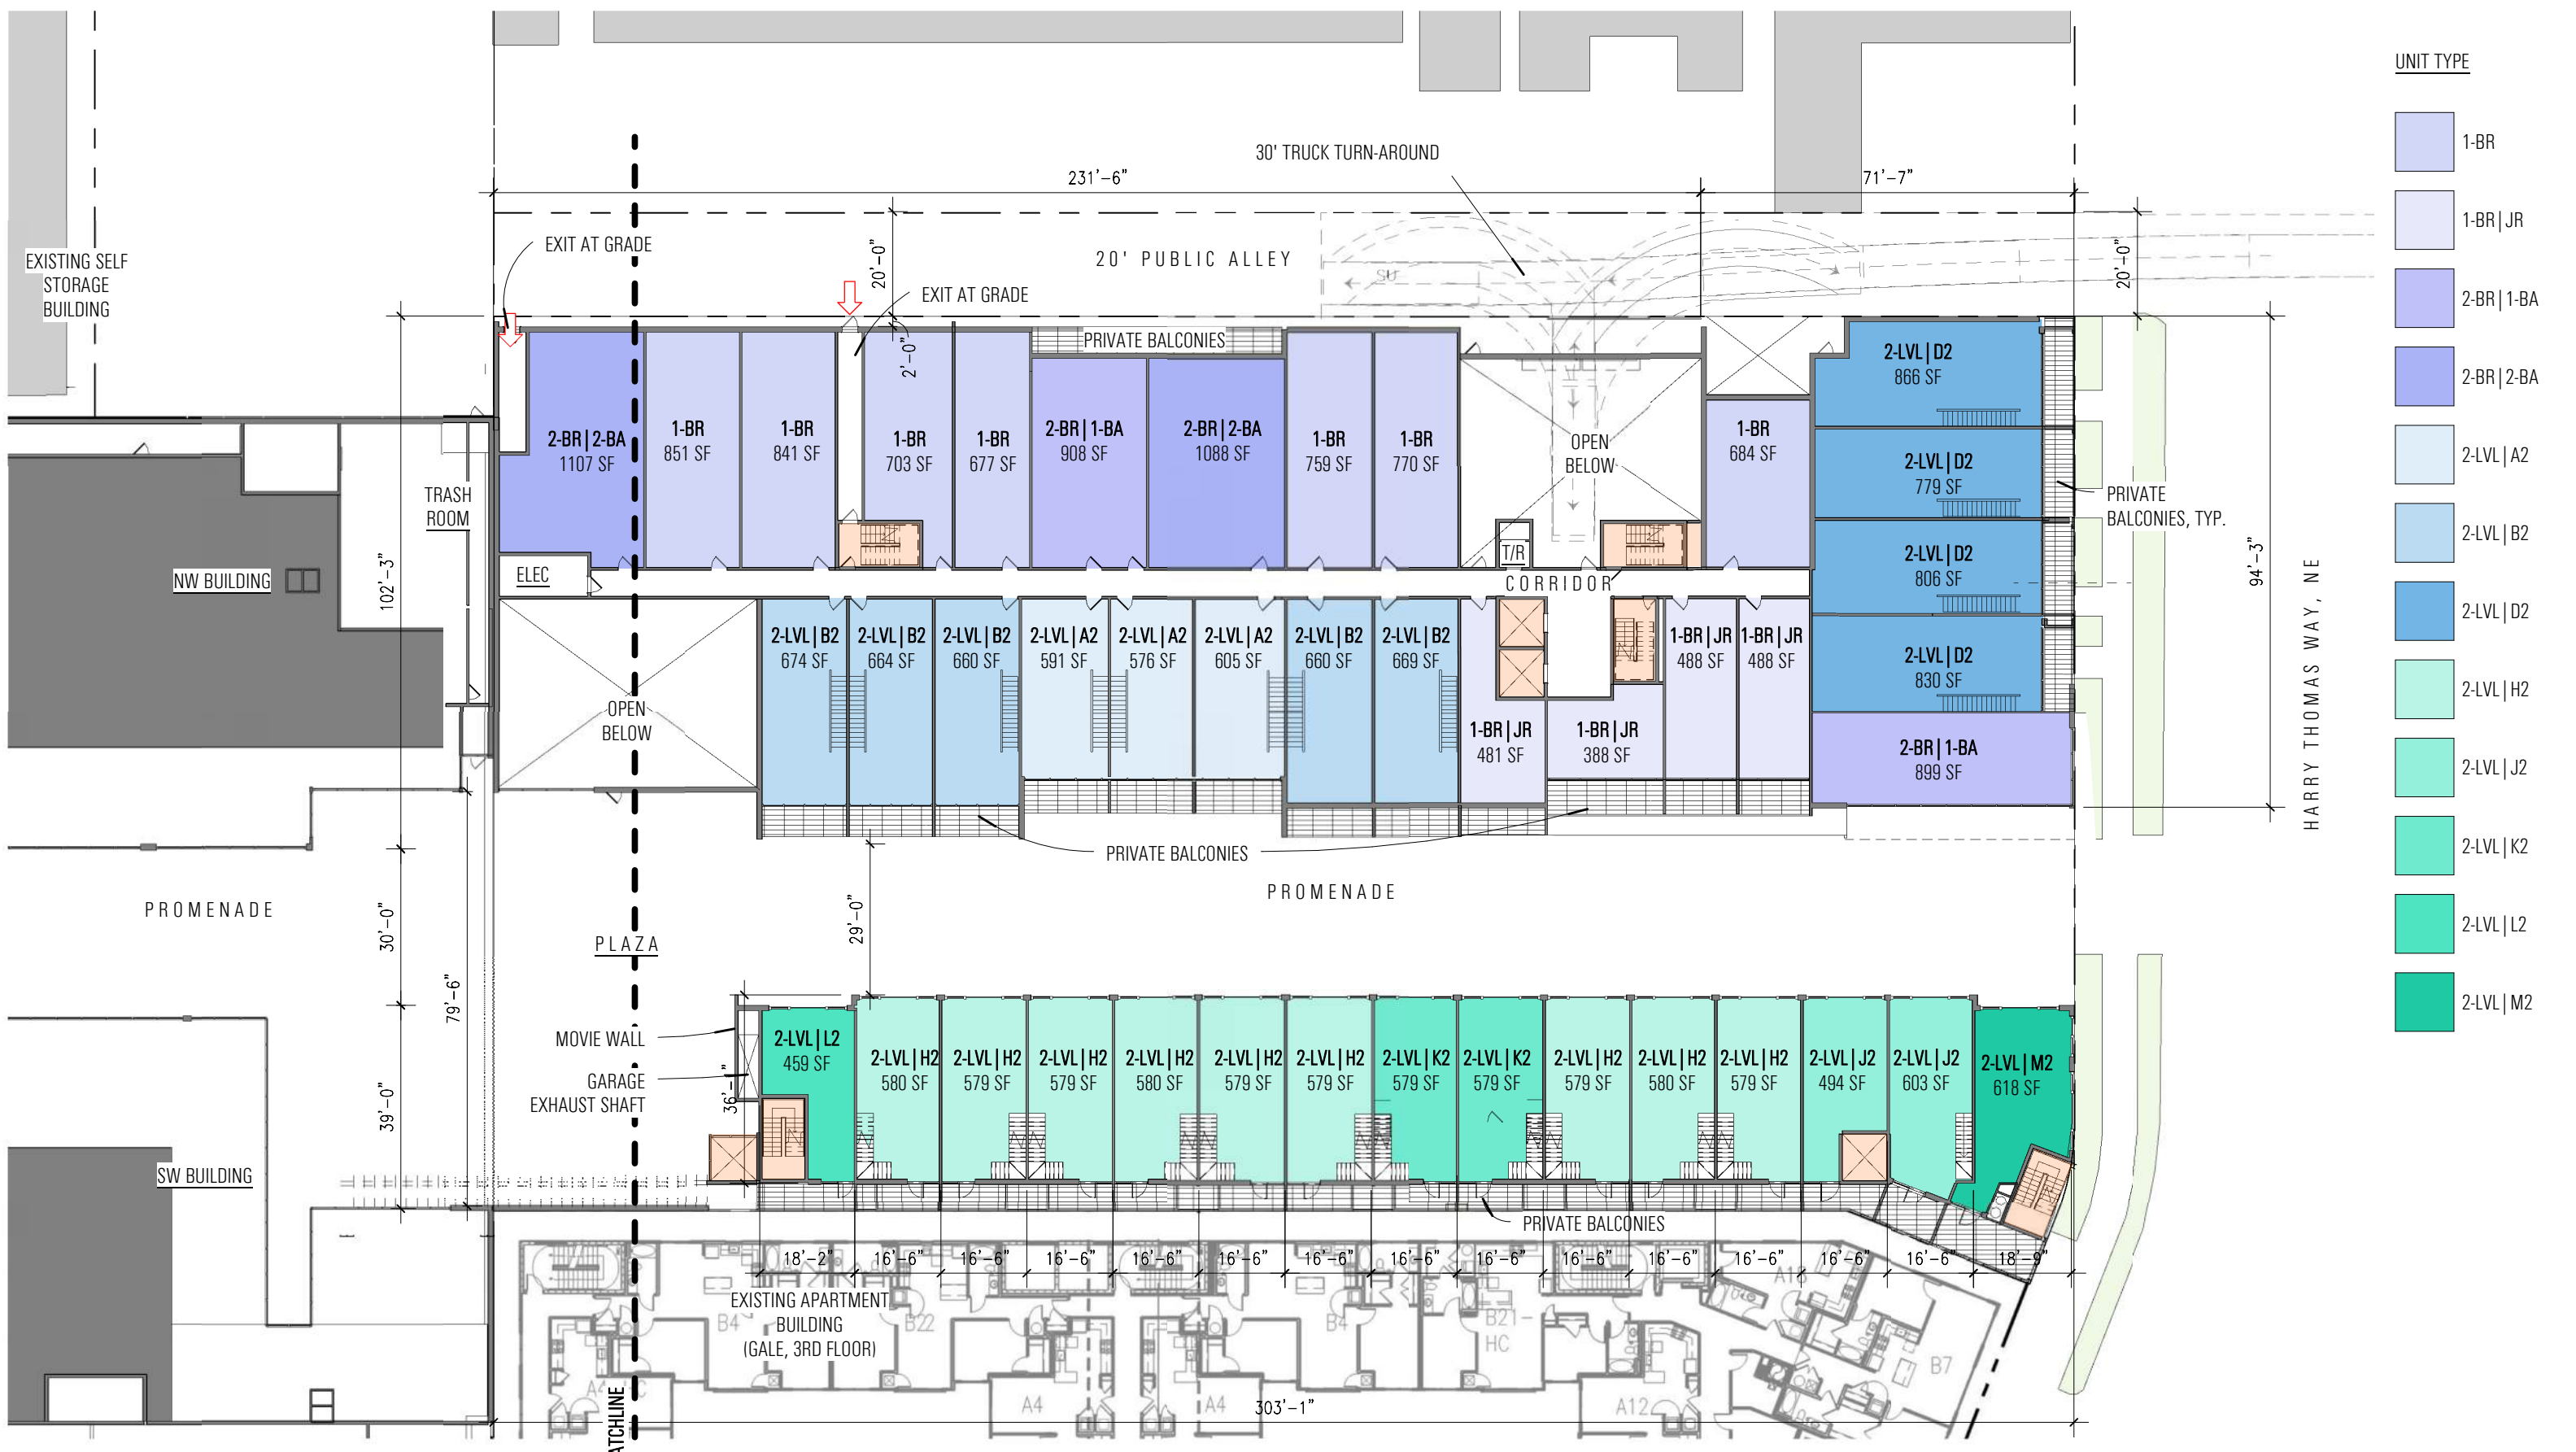 UNIT TYPE
1-BR
1-BR|JR
2-BR|1-BA
2-BR|2-BA
2-LVL|A2
2-LVL|B2
2-LVL|D2
2-LVL|H2
2-LVL|J2
2-LVL|K2
2-LVL|L2
2-LVL|M2
30' TRUCK TURN-AROUND
231'-6"
71'-7"
EXIT AT GRADE
20'-0"
20' PUBLIC ALLEY
SU
20'-0"
EXISTING SELF
STORAGE
BUILDING
EXIT AT GRADE
2'-0"
PRIVATE BALCONIES
2-BR|2-BA
1107 SF
1-BR
851 SF
1-BR
841 SF
1-BR
703 SF
1-BR
677 SF
2-BR|1-BA
908 SF
2-BR|2-BA
1088 SF
1-BR
759 SF
1-BR
770 SF
OPEN
BELOW
1-BR
684 SF
2-LVL|D2
866 SF
2-LVL|D2
779 SF
2-LVL|D2
806 SF
2-LVL|D2
830 SF
2-BR|1-BA
899 SF
PRIVATE
BALCONIES, TYP.
94'-3"
HARRY THOMAS WAY, NE
TRASH
ROOM
NW BUILDING
102'-3"
ELEC
T/R
CORRIDOR
OPEN
BELOW
2-LVL|B2
674 SF
2-LVL|B2
664 SF
2-LVL|B2
660 SF
2-LVL|A2
591 SF
2-LVL|A2
576 SF
2-LVL|A2
605 SF
2-LVL|B2
660 SF
2-LVL|B2
669 SF
1-BR|JR
481 SF
1-BR|JR
388 SF
1-BR|JR
488 SF
1-BR|JR
488 SF
PRIVATE BALCONIES
PROMENADE
PROMENADE
30'-0"
29'-0"
PLAZA
79'-6"
39'-0"
MOVIE WALL
GARAGE
EXHAUST SHAFT
2-LVL|L2
459 SF
2-LVL|H2
580 SF
2-LVL|H2
579 SF
2-LVL|H2
579 SF
2-LVL|H2
580 SF
2-LVL|H2
579 SF
2-LVL|H2
579 SF
2-LVL|K2
579 SF
2-LVL|K2
579 SF
2-LVL|H2
579 SF
2-LVL|H2
580 SF
2-LVL|H2
579 SF
2-LVL|J2
494 SF
2-LVL|J2
603 SF
2-LVL|M2
618 SF
SW BUILDING
PRIVATE BALCONIES
18'-2"
16'-6"
16'-6"
16'-6"
16'-6"
16'-6"
16'-6"
16'-6"
16'-6"
16'-6"
16'-6"
16'-6"
16'-6"
16'-6"
18'-9"
EXISTING APARTMENT
BUILDING
(GALE, 3RD FLOOR)
B4
B22
B4
B21-
HC
A18
B7
A4
A4
A12
303'-1"